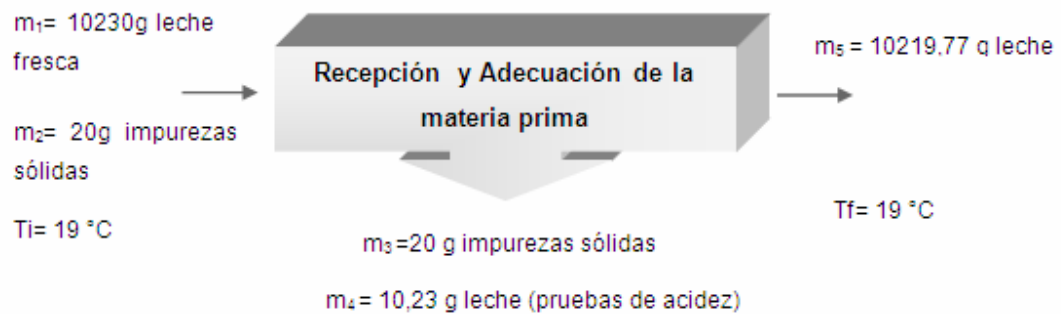 m₁= 10230g leche
fresca
m₂= 20g impurezas
sólidas
Ti= 19 °C
Recepción y Adecuación de la
materia prima
m₅ = 10219,77 g leche
Tf= 19 °C
m₃ =20 g impurezas sólidas
m₄ = 10,23 g leche (pruebas de acidez)